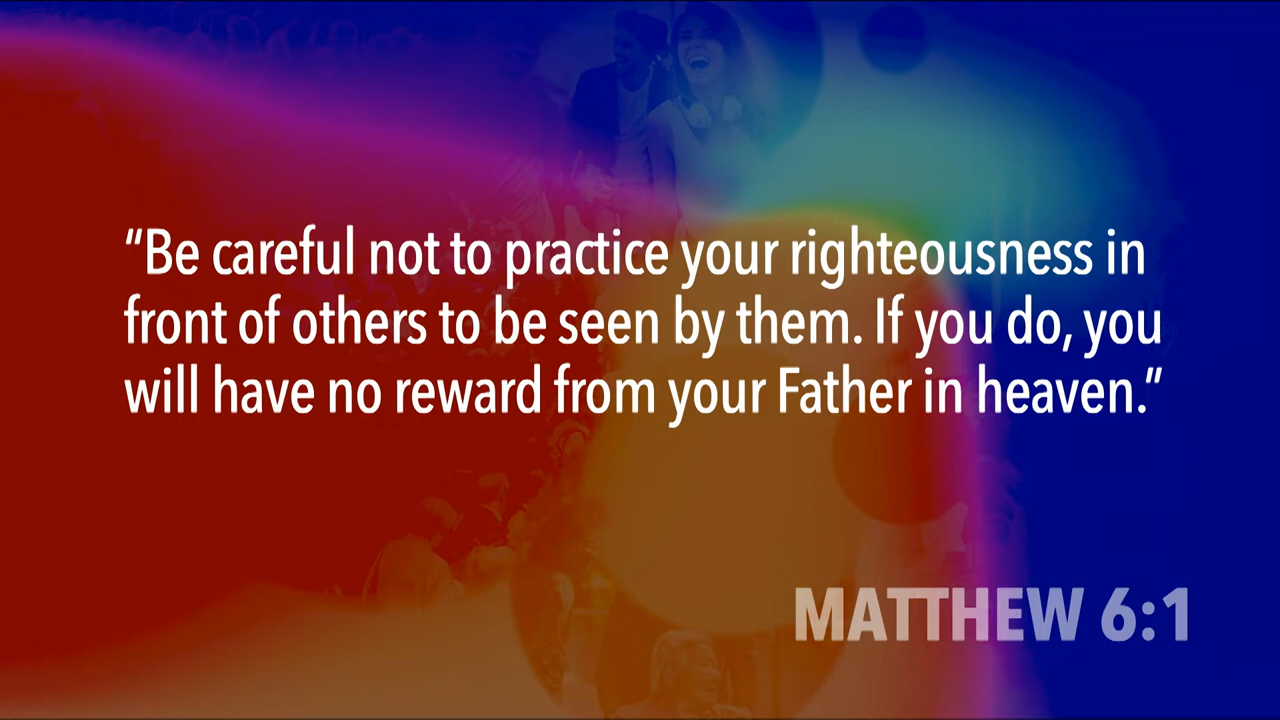 “Be careful not to practice your righteousness in
front of others to be seen by them. If you do, you
will have no reward from your Father in heaven.”
MATTHEW 6:1